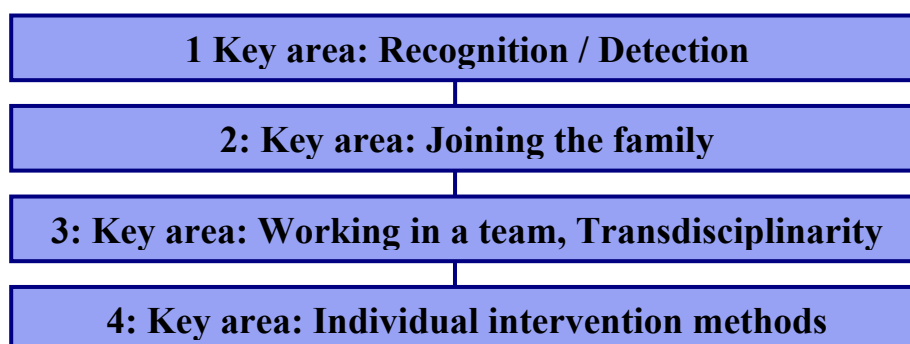 1 Key area: Recognition / Detection
2: Key area: Joining the family
3: Key area: Working in a team, Transdisciplinarity
4: Key area: Individual intervention methods